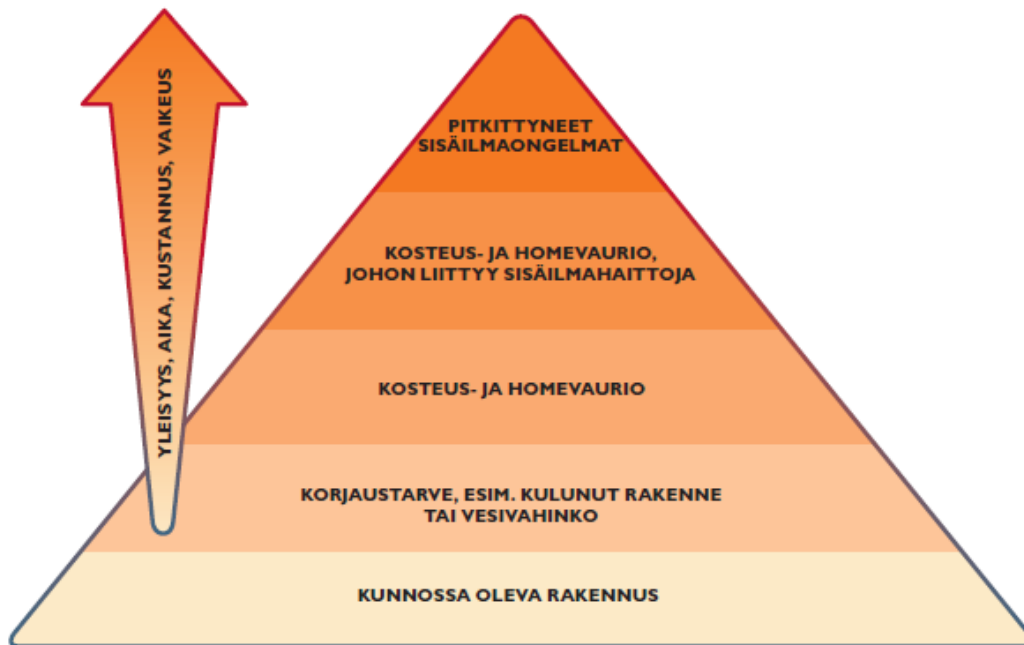 YLEISYYS, AIKA, KUSTANNUS, VAIKEUS
PITKITTYNEET
SISÄILMAONGELMAT
KOSTEUS- JA HOMEVAURIO,
JOHON LIITTYY SISÄILMAHAITTOJA
KOSTEUS- JA HOMEVAURIO
KORJAUSTARVE, ESIM. KULUNUT RAKENNE
TAI VESIVAHINKO
KUNNOSSA OLEVA RAKENNUS